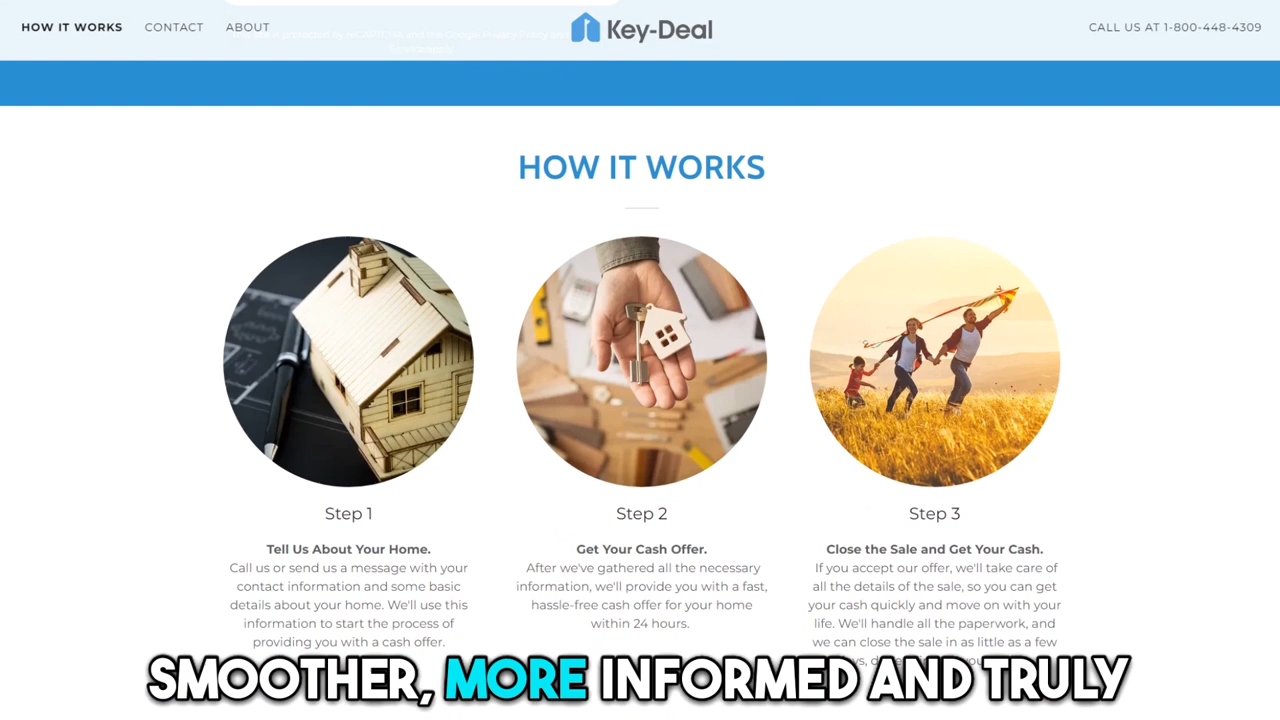 HOW IT WORKS CONTACT ABOUT Key-Deal CALL US AT 1-800-448-4309
HOW IT WORKS
Step 1
Tell Us About Your Home.
Call us or send us a message with your
contact information and some basic
details about your home. We'll use this
information to start the process of
providing you with a cash offer.
Step 2
Get Your Cash Offer.
After we've gathered all the necessary
information, we'll provide you with a fast,
hassle-free cash offer for your home
within 24 hours.
Step 3
Close the Sale and Get Your Cash.
If you accept our offer, we'll take care of
all the details of the sale, so you can get
your cash quickly and move on with your
life. We'll handle all the paperwork, and
we can close the sale in as little as a few
SMOOTHER, MORE INFORMED AND TRULY